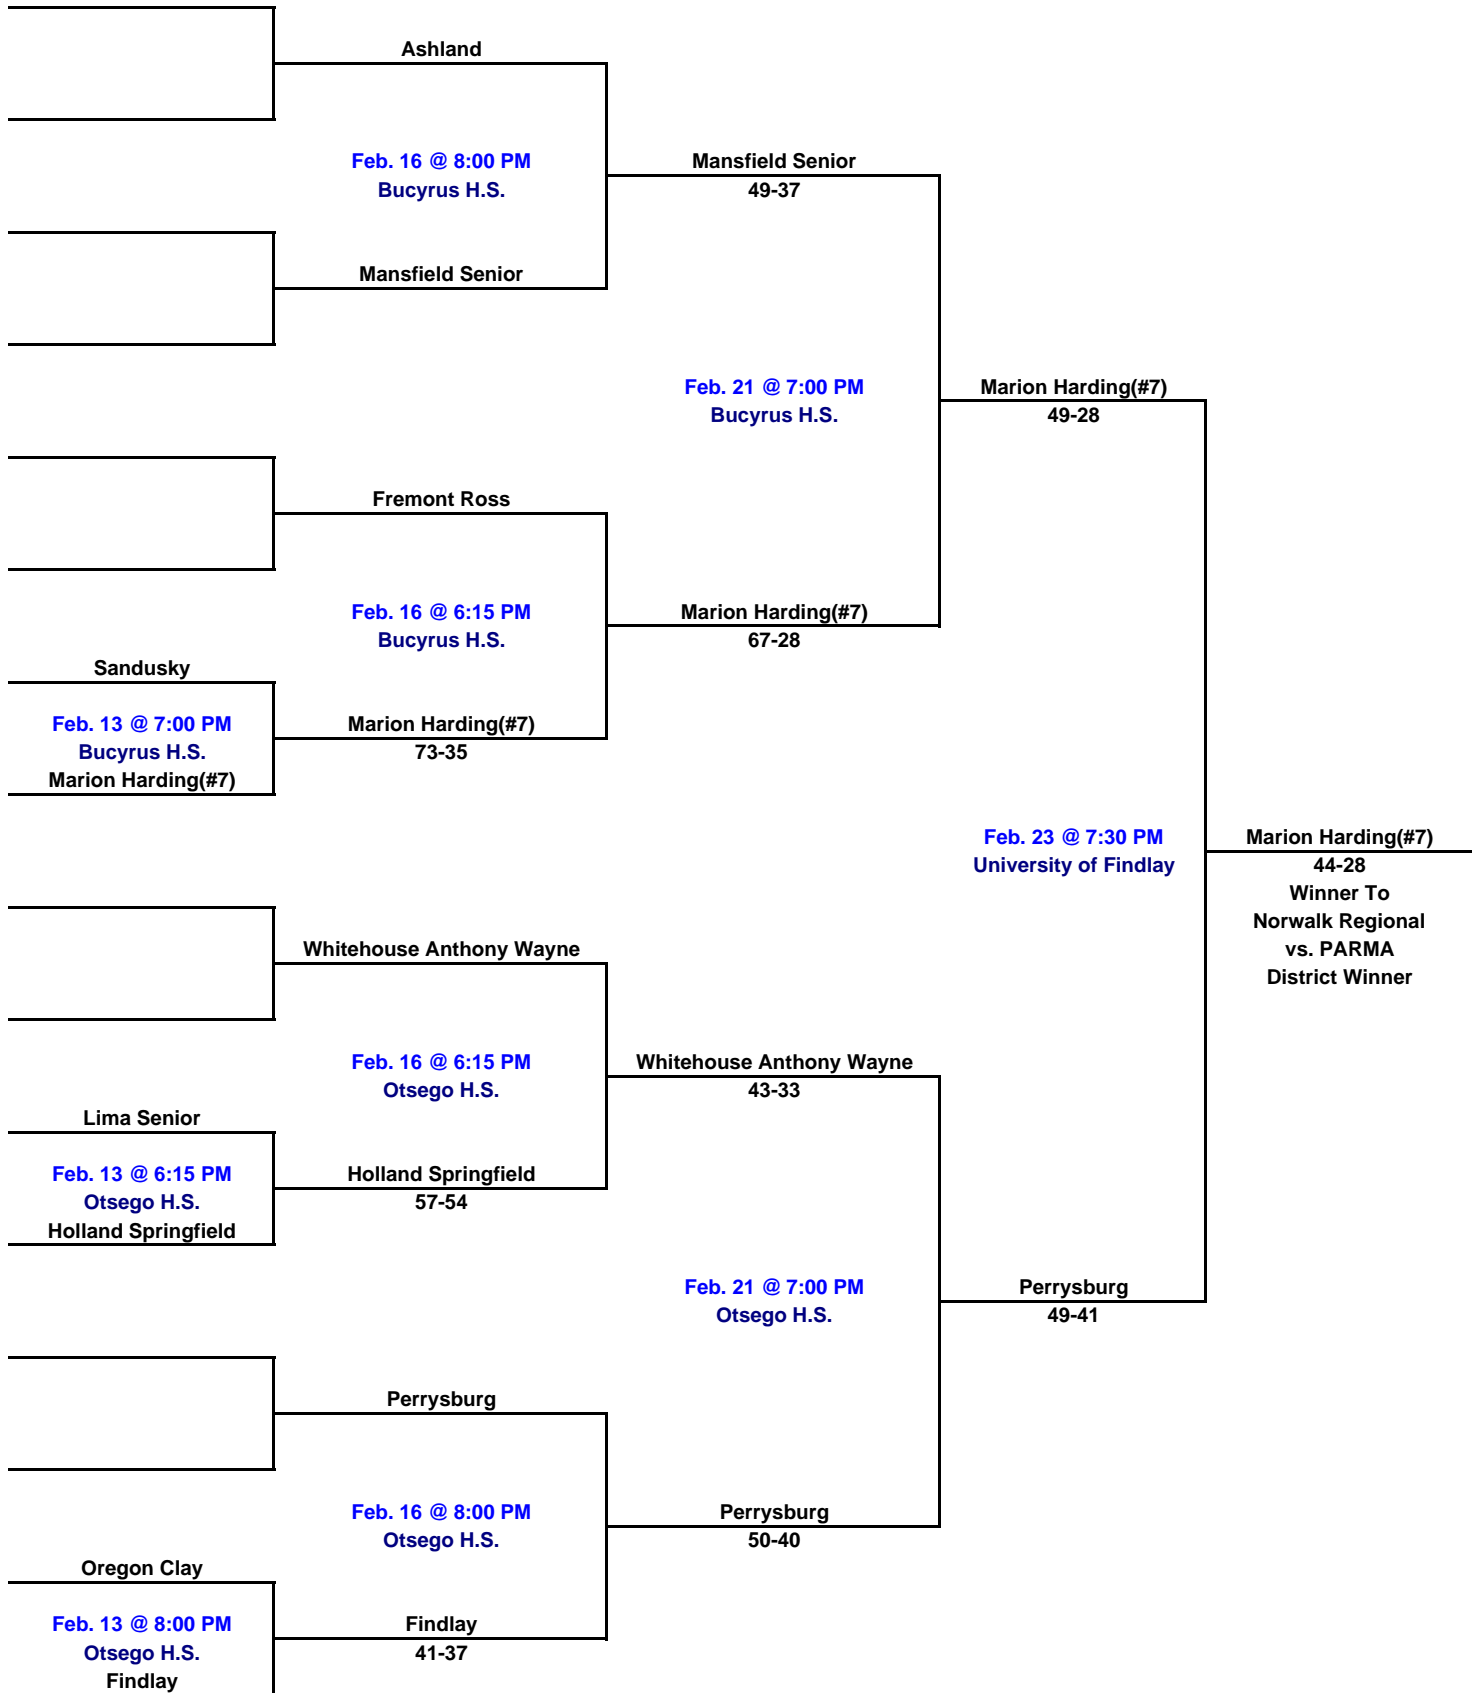 Ashland
Feb. 16 @ 8:00 PM
Bucyrus H.S.
Mansfield Senior
49-37
Mansfield Senior
Feb. 21 @ 7:00 PM
Bucyrus H.S.
Marion Harding(#7)
49-28
Fremont Ross
Feb. 16 @ 6:15 PM
Bucyrus H.S.
Marion Harding(#7)
67-28
Sandusky
Feb. 13 @ 7:00 PM
Bucyrus H.S.
Marion Harding(#7)
Marion Harding(#7)
73-35
Feb. 23 @ 7:30 PM
University of Findlay
Marion Harding(#7)
44-28
Winner To
Norwalk Regional
vs. PARMA
District Winner
Whitehouse Anthony Wayne
Feb. 16 @ 6:15 PM
Otsego H.S.
Whitehouse Anthony Wayne
43-33
Lima Senior
Feb. 13 @ 6:15 PM
Otsego H.S.
Holland Springfield
Holland Springfield
57-54
Feb. 21 @ 7:00 PM
Otsego H.S.
Perrysburg
49-41
Perrysburg
Feb. 16 @ 8:00 PM
Otsego H.S.
Perrysburg
50-40
Oregon Clay
Feb. 13 @ 8:00 PM
Otsego H.S.
Findlay
Findlay
41-37